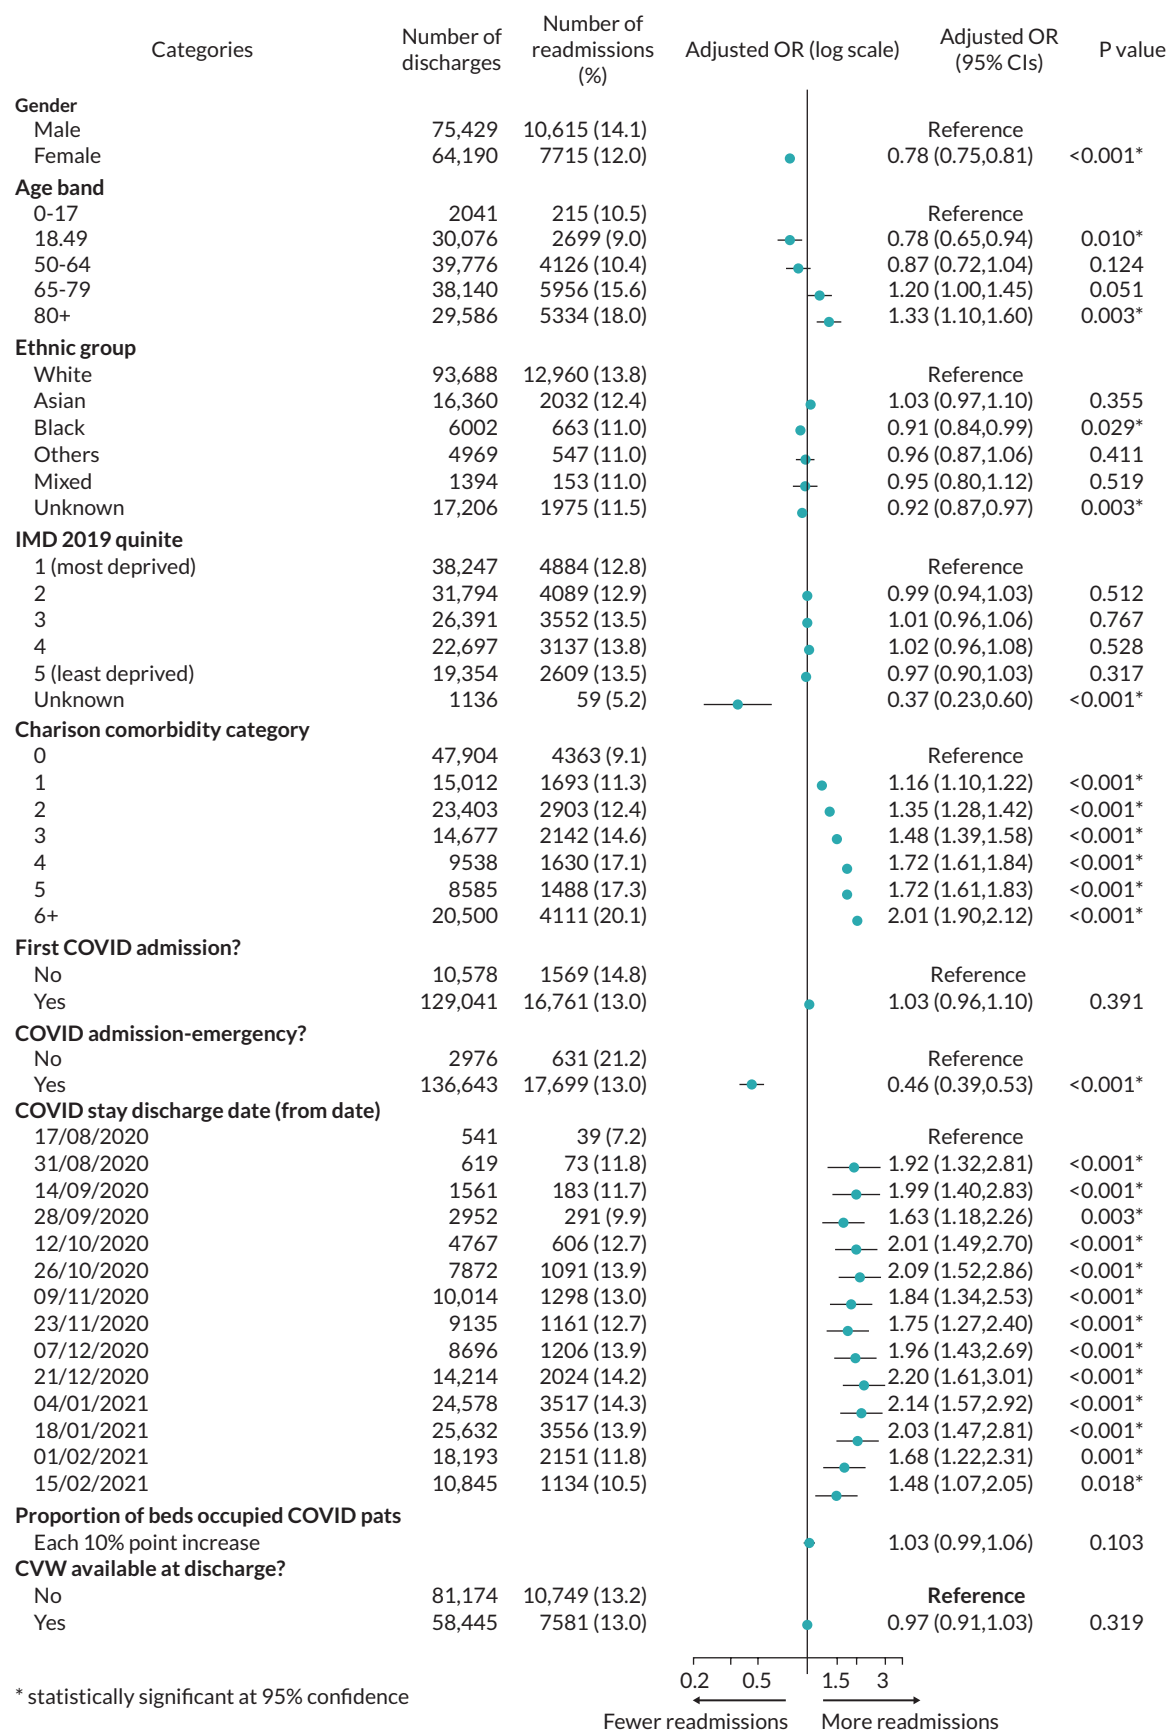 Categories Number of discharges Number of readmissions (%) Adjusted OR (log scale) Adjusted OR (95% CIs) P value
Gender
Male 75,429 10,615 (14.1) Reference
Female 64,190 7715 (12.0) 0.78 (0.75,0.81) <0.001*
Age band
0-17 2041 215 (10.5) Reference
18.49 30,076 2699 (9.0) 0.78 (0.65,0.94) 0.010*
50-64 39,776 4126 (10.4) 0.87 (0.72,1.04) 0.124
65-79 38,140 5956 (15.6) 1.20 (1.00,1.45) 0.051
80+ 29,586 5334 (18.0) 1.33 (1.10,1.60) 0.003*
Ethnic group
White 93,688 12,960 (13.8) Reference
Asian 16,360 2032 (12.4) 1.03 (0.97,1.10) 0.355
Black 6002 663 (11.0) 0.91 (0.84,0.99) 0.029*
Others 4969 547 (11.0) 0.96 (0.87,1.06) 0.411
Mixed 1394 153 (11.0) 0.95 (0.80,1.12) 0.519
Unknown 17,206 1975 (11.5) 0.92 (0.87,0.97) 0.003*
IMD 2019 quinite
1 (most deprived) 38,247 4884 (12.8) Reference
2 31,794 4089 (12.9) 0.99 (0.94,1.03) 0.512
3 26,391 3552 (13.5) 1.01 (0.96,1.06) 0.767
4 22,697 3137 (13.8) 1.02 (0.96,1.08) 0.528
5 (least deprived) 19,354 2609 (13.5) 0.97 (0.90,1.03) 0.317
Unknown 1136 59 (5.2) 0.37 (0.23,0.60) <0.001*
Charison comorbidity category
0 47,904 4363 (9.1) Reference
1 15,012 1693 (11.3) 1.16 (1.10,1.22) <0.001*
2 23,403 2903 (12.4) 1.35 (1.28,1.42) <0.001*
3 14,677 2142 (14.6) 1.48 (1.39,1.58) <0.001*
4 9538 1630 (17.1) 1.72 (1.61,1.84) <0.001*
5 8585 1488 (17.3) 1.72 (1.61,1.83) <0.001*
6+ 20,500 4111 (20.1) 2.01 (1.90,2.12) <0.001*
First COVID admission?
No 10,578 1569 (14.8) Reference
Yes 129,041 16,761 (13.0) 1.03 (0.96,1.10) 0.391
COVID admission-emergency?
No 2976 631 (21.2) Reference
Yes 136,643 17,699 (13.0) 0.46 (0.39,0.53) <0.001*
COVID stay discharge date (from date)
17/08/2020 541 39 (7.2) Reference
31/08/2020 619 73 (11.8) 1.92 (1.32,2.81) <0.001*
14/09/2020 1561 183 (11.7) 1.99 (1.40,2.83) <0.001*
28/09/2020 2952 291 (9.9) 1.63 (1.18,2.26) 0.003*
12/10/2020 4767 606 (12.7) 2.01 (1.49,2.70) <0.001*
26/10/2020 7872 1091 (13.9) 2.09 (1.52,2.86) <0.001*
09/11/2020 10,014 1298 (13.0) 1.84 (1.34,2.53) <0.001*
23/11/2020 9135 1161 (12.7) 1.75 (1.27,2.40) <0.001*
07/12/2020 8696 1206 (13.9) 1.96 (1.43,2.69) <0.001*
21/12/2020 14,214 2024 (14.2) 2.20 (1.61,3.01) <0.001*
04/01/2021 24,578 3517 (14.3) 2.14 (1.57,2.92) <0.001*
18/01/2021 25,632 3556 (13.9) 2.03 (1.47,2.81) <0.001*
01/02/2021 18,193 2151 (11.8) 1.68 (1.22,2.31) 0.001*
15/02/2021 10,845 1134 (10.5) 1.48 (1.07,2.05) 0.018*
Proportion of beds occupied COVID pats
Each 10% point increase 1.03 (0.99,1.06) 0.103
CVW available at discharge?
No 81,174 10,749 (13.2) Reference
Yes 58,445 7581 (13.0) 0.97 (0.91,1.03) 0.319
0.2 0.5 1.5 3
* statistically significant at 95% confidence
Fewer readmissions More readmissions